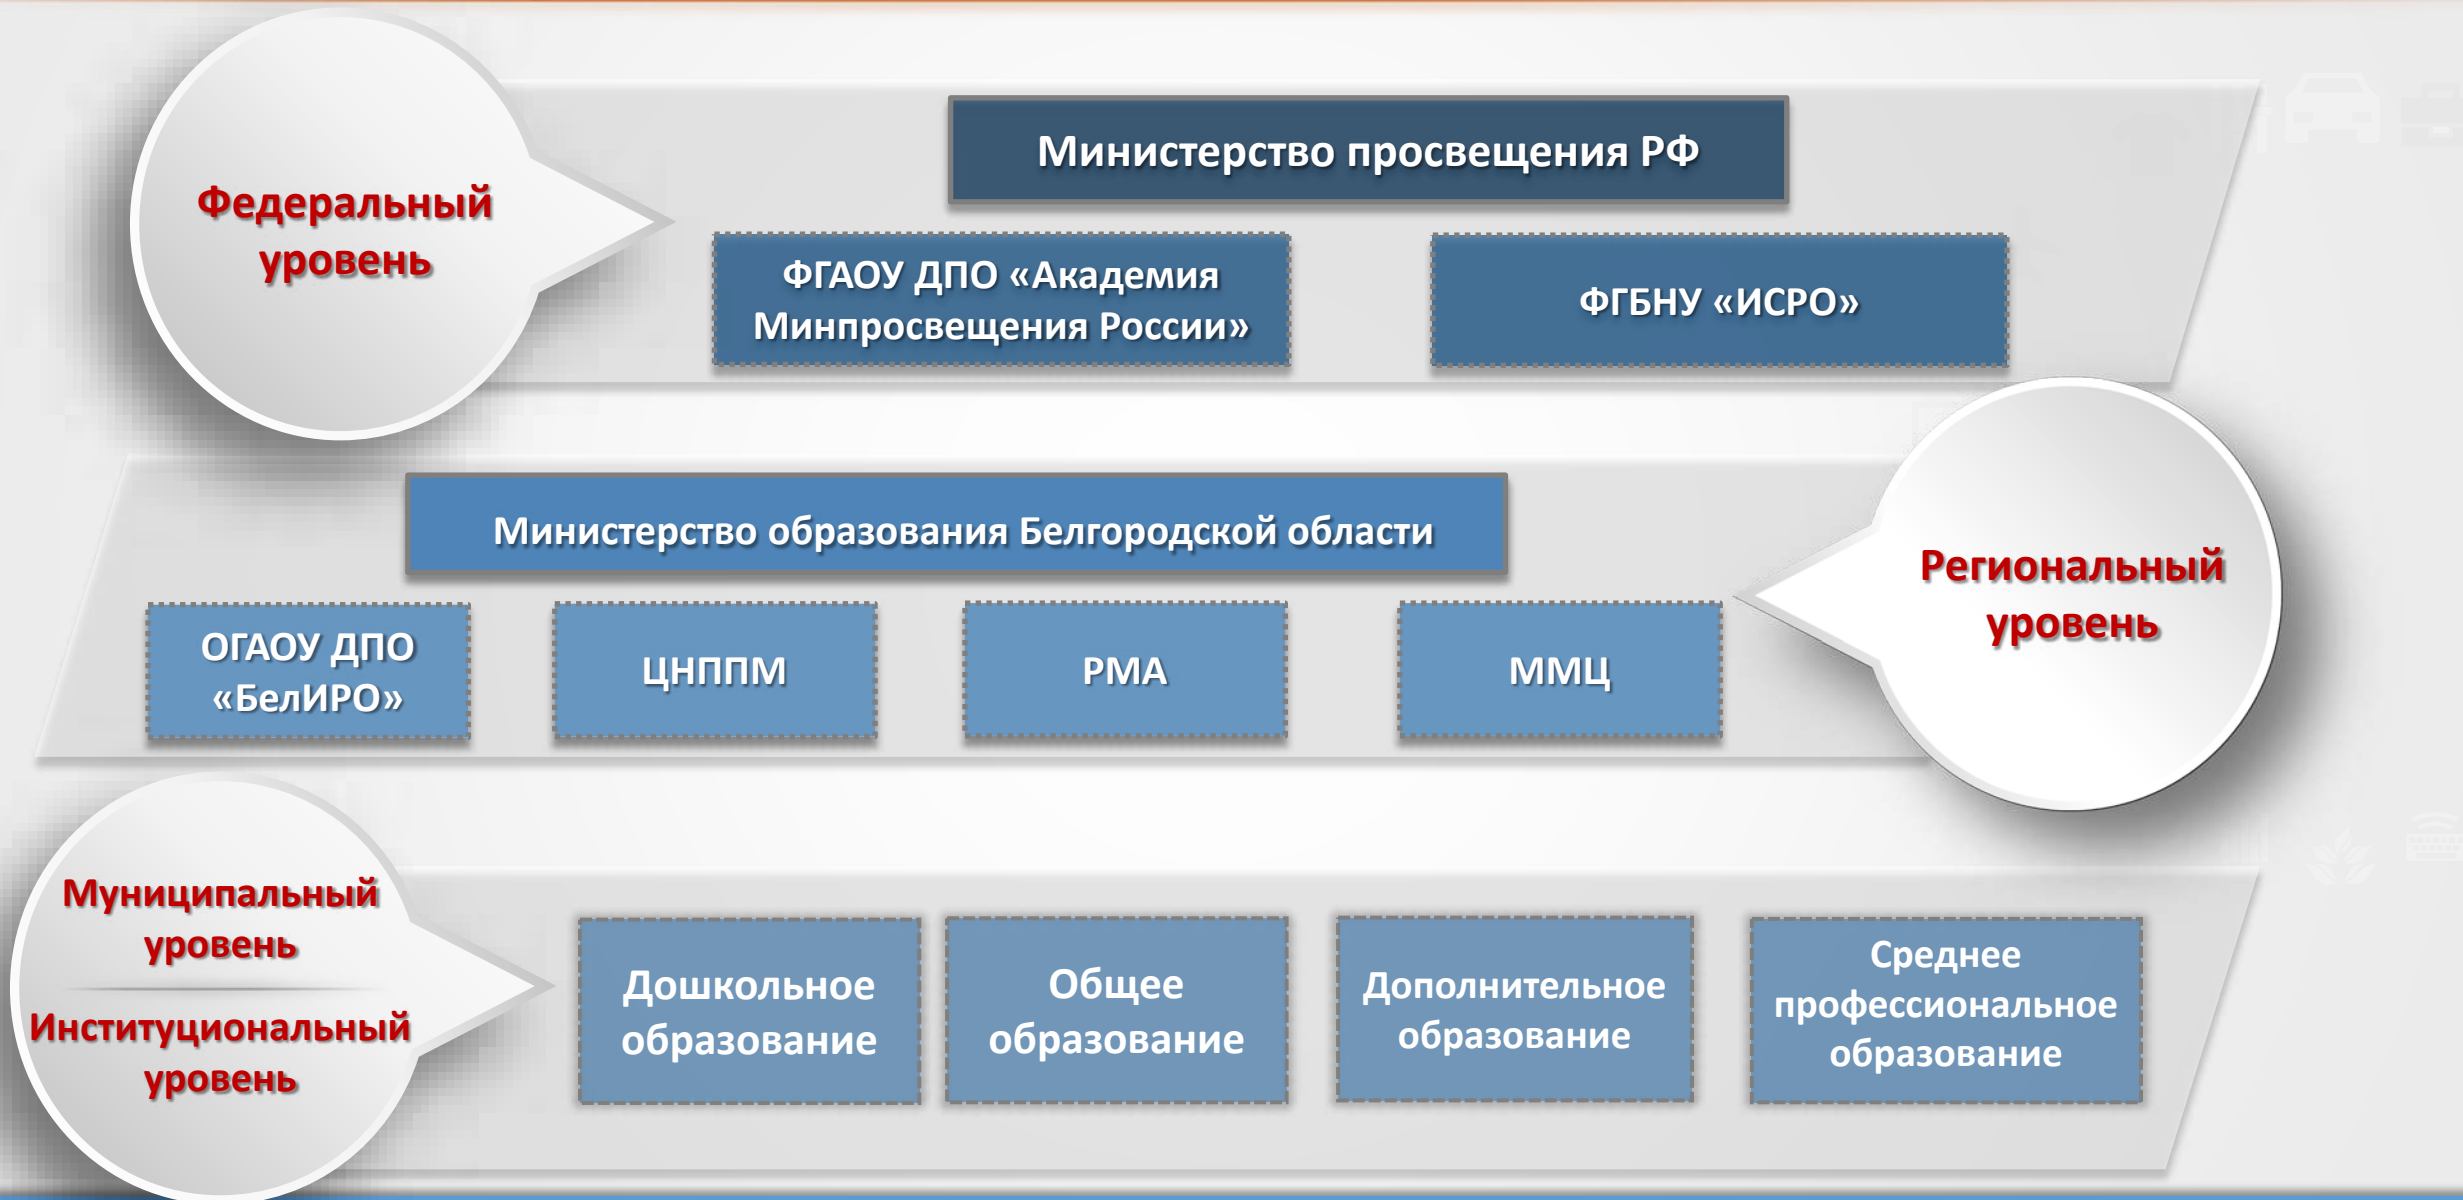 Федеральный
уровень
Министерство просвещения РФ
ФГАОУ ДПО «Академия
Минпросвещения России»
ФГБНУ «ИСРО»
Министерство образования Белгородской области
ОГАОУ ДПО
«БелИРО»
ЦНППМ
РМА
ММЦ
Региональный
уровень
Муниципальный
уровень
Институциональный
уровень
Дошкольное
образование
Общее
образование
Дополнительное
образование
Среднее
профессиональное
образование